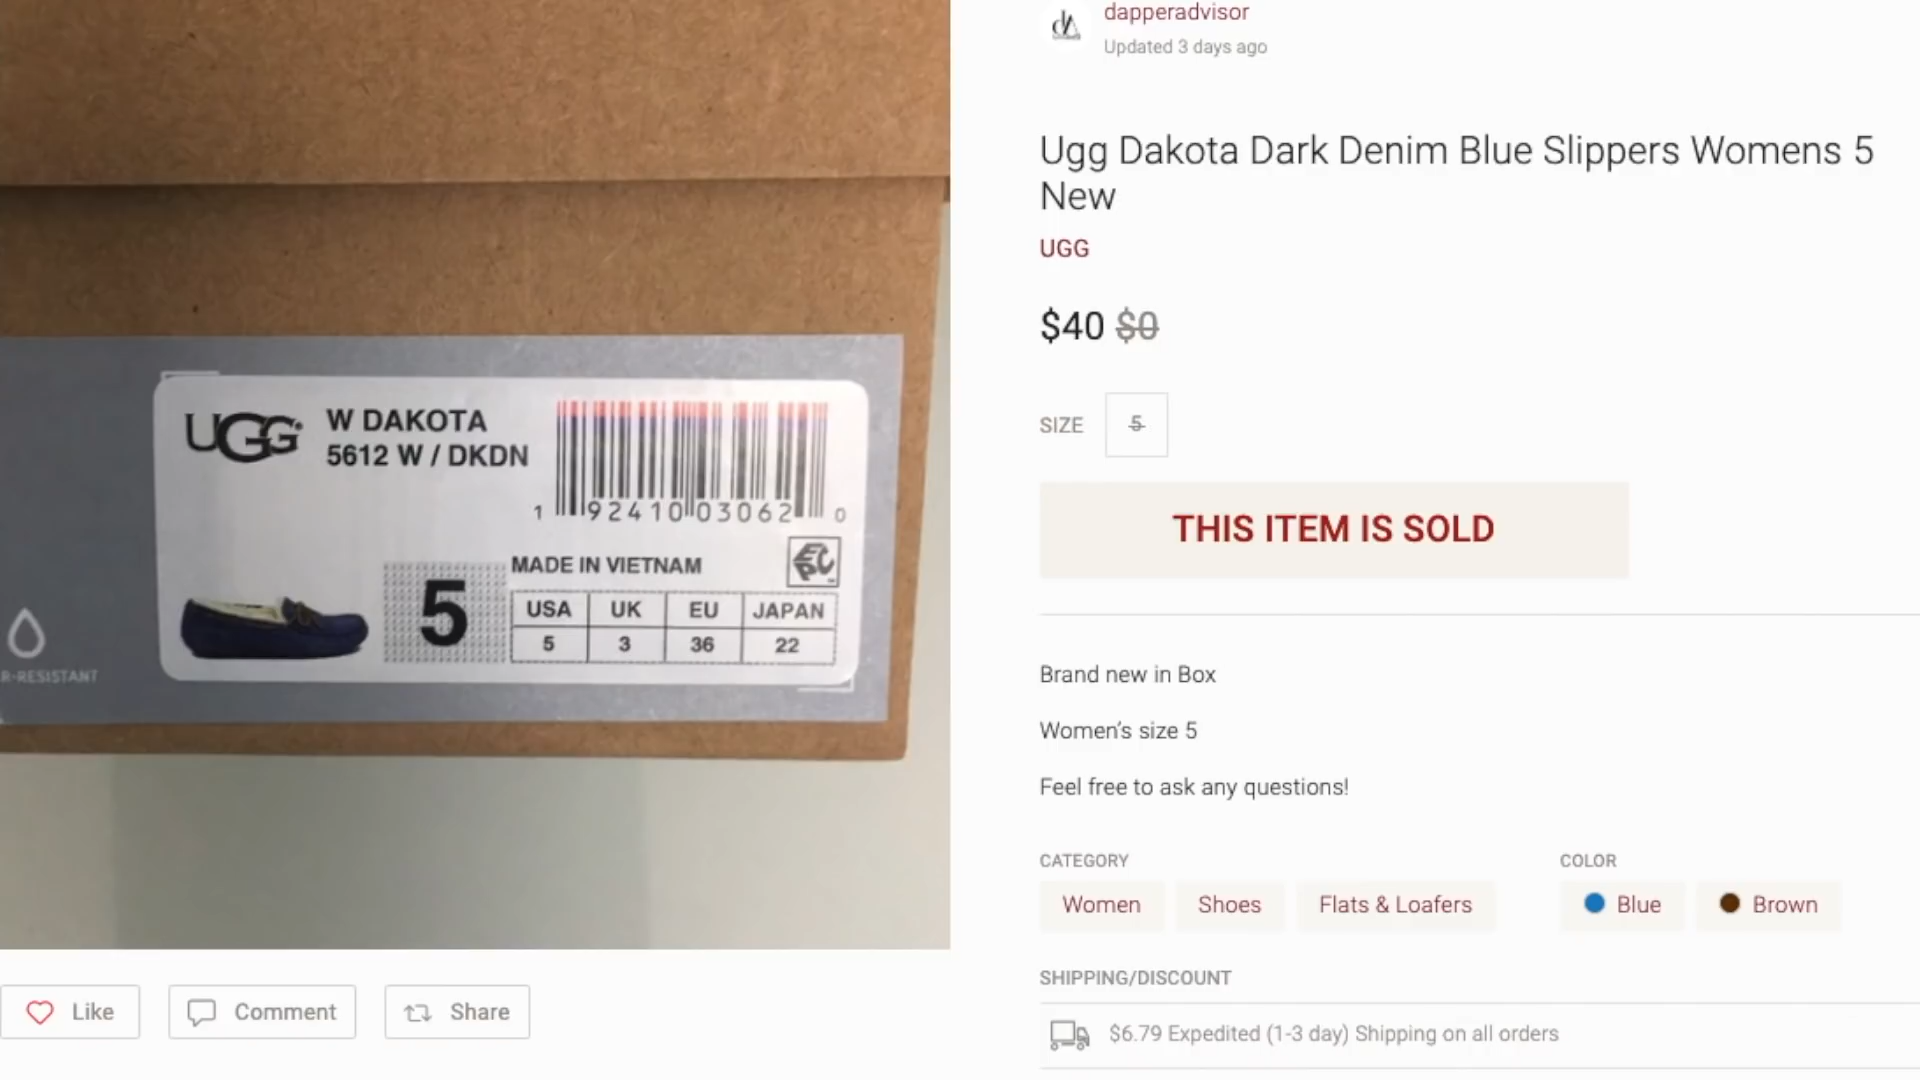 UGG
W DAKOTA
5612 W / DKDN
1 92410 03062 0
MADE IN VIETNAM
EPC
5
USA UK EU JAPAN
5 3 36 22
R-RESISTANT
Like
Comment
Share
dA
dapperadvisor
Updated 3 days ago
Ugg Dakota Dark Denim Blue Slippers Womens 5
New
UGG
$40 $0
SIZE 5
THIS ITEM IS SOLD
Brand new in Box
Women's size 5
Feel free to ask any questions!
CATEGORY COLOR
Women Shoes Flats & Loafers Blue Brown
SHIPPING/DISCOUNT
$6.79 Expedited (1-3 day) Shipping on all orders